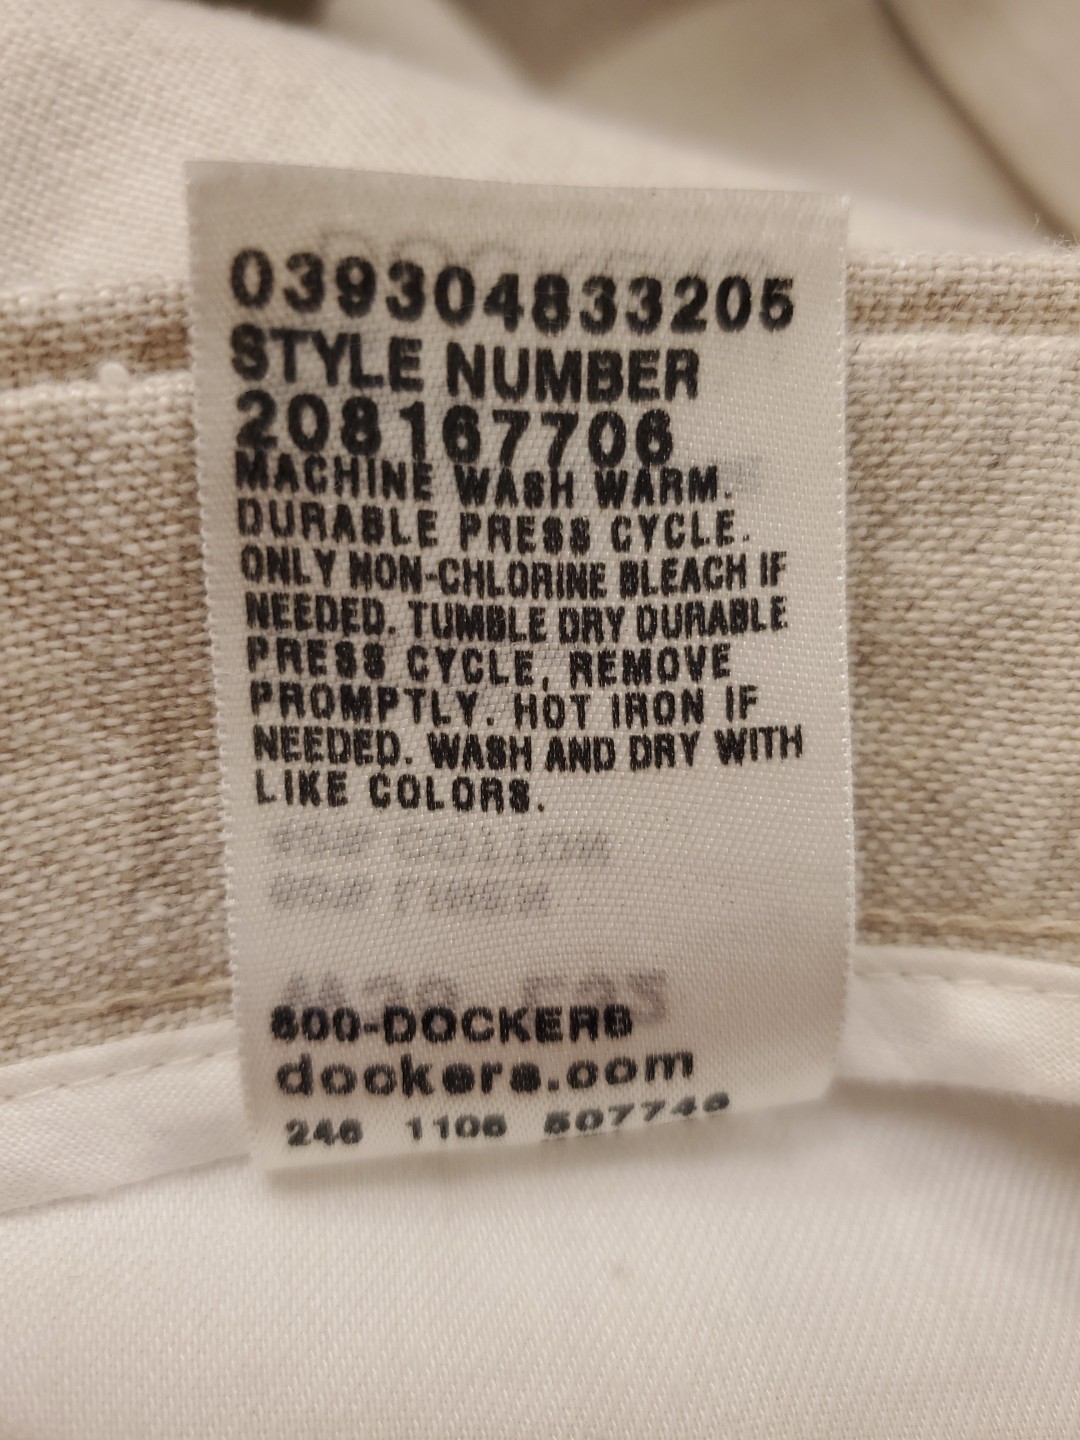 039304833205
STYLE NUMBER
208167706
MACHINE WASH WARM.
DURABLE PRESS CYCLE.
ONLY NON-CHLORINE BLEACH IF
NEEDED. TUMBLE DRY DURABLE
PRESS CYCLE, REMOVE
PROMPTLY. HOT IRON IF
NEEDED. WASH AND DRY WITH
LIKE COLORS.
800-DOCKERS
dockers.com
246 1105 507746